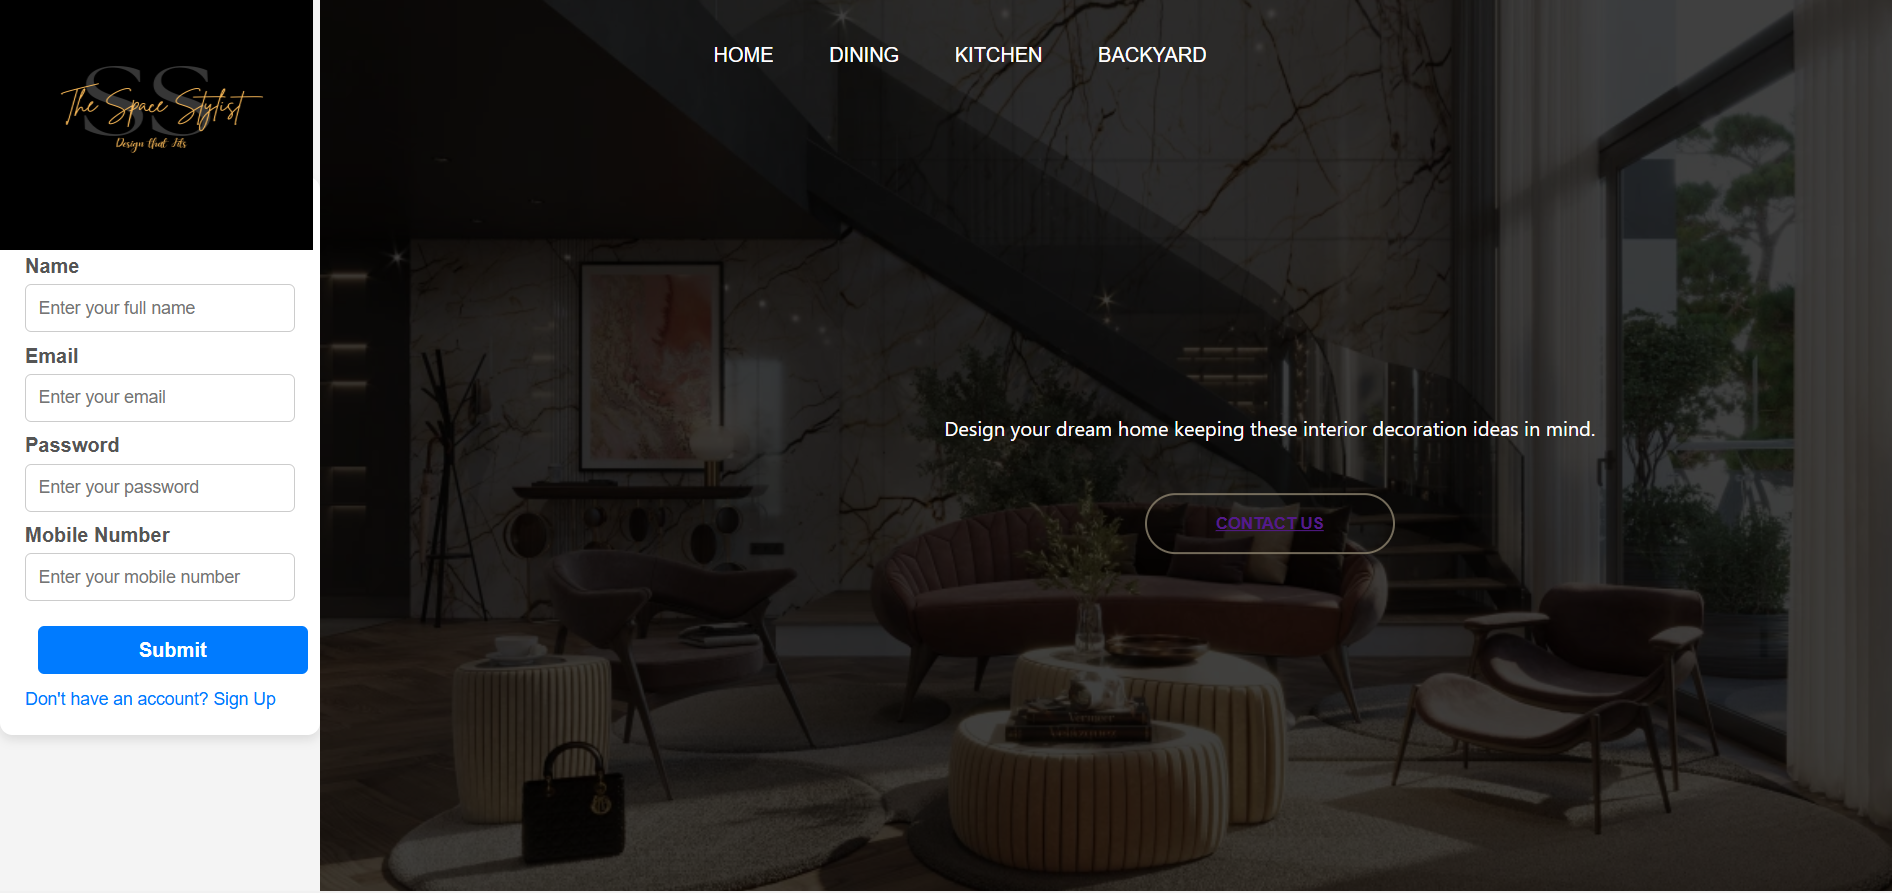 SS
The Space Stylist
Design that fits
Name
Enter your full name
Email
Enter your email
Password
Enter your password
Mobile Number
Enter your mobile number
Submit
Don't have an account? Sign Up
HOME DINING KITCHEN BACKYARD
Design your dream home keeping these interior decoration ideas in mind.
CONTACT US
Vermeer
Velázquez